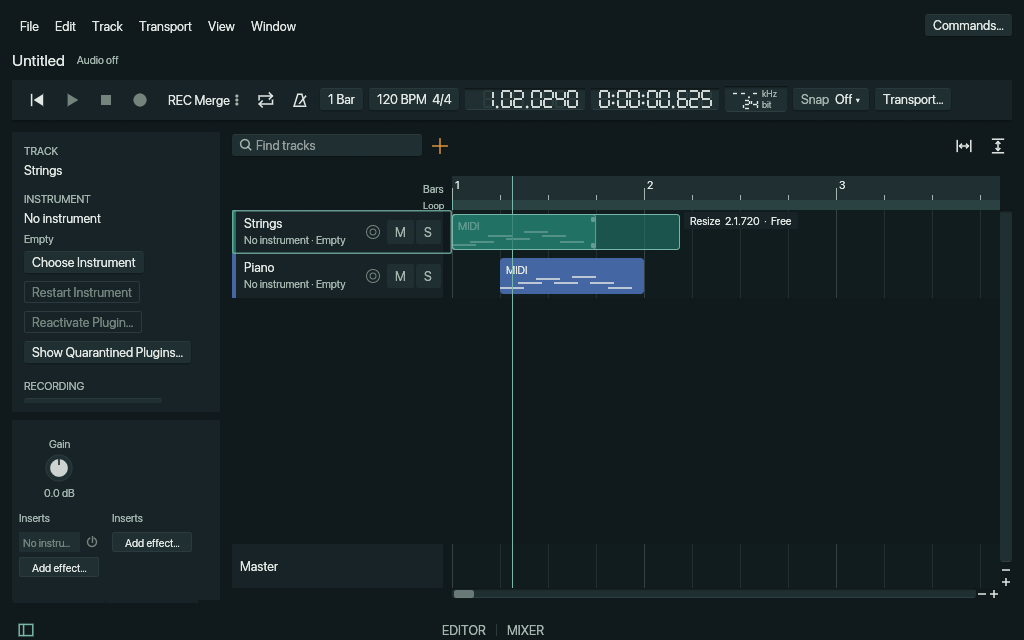 File Edit Track Transport View Window Commands...
Untitled Audio off
REC Merge 1 Bar 120 BPM 4/4 1.02.0240 0:00:00.625 --.- kHz -.24 bit Snap Off Transport...
TRACK
Strings
INSTRUMENT
No instrument
Empty
Choose Instrument
Restart Instrument
Reactivate Plugin...
Show Quarantined Plugins...
RECORDING
Gain
0.0 dB
Inserts Inserts
No instru... Add effect...
Add effect...
Find tracks
Bars 1 2 3
Loop
Strings
No instrument · Empty M S
MIDI
Resize 2.1.720 · Free
Piano
No instrument · Empty M S
MIDI
Master
EDITOR MIXER